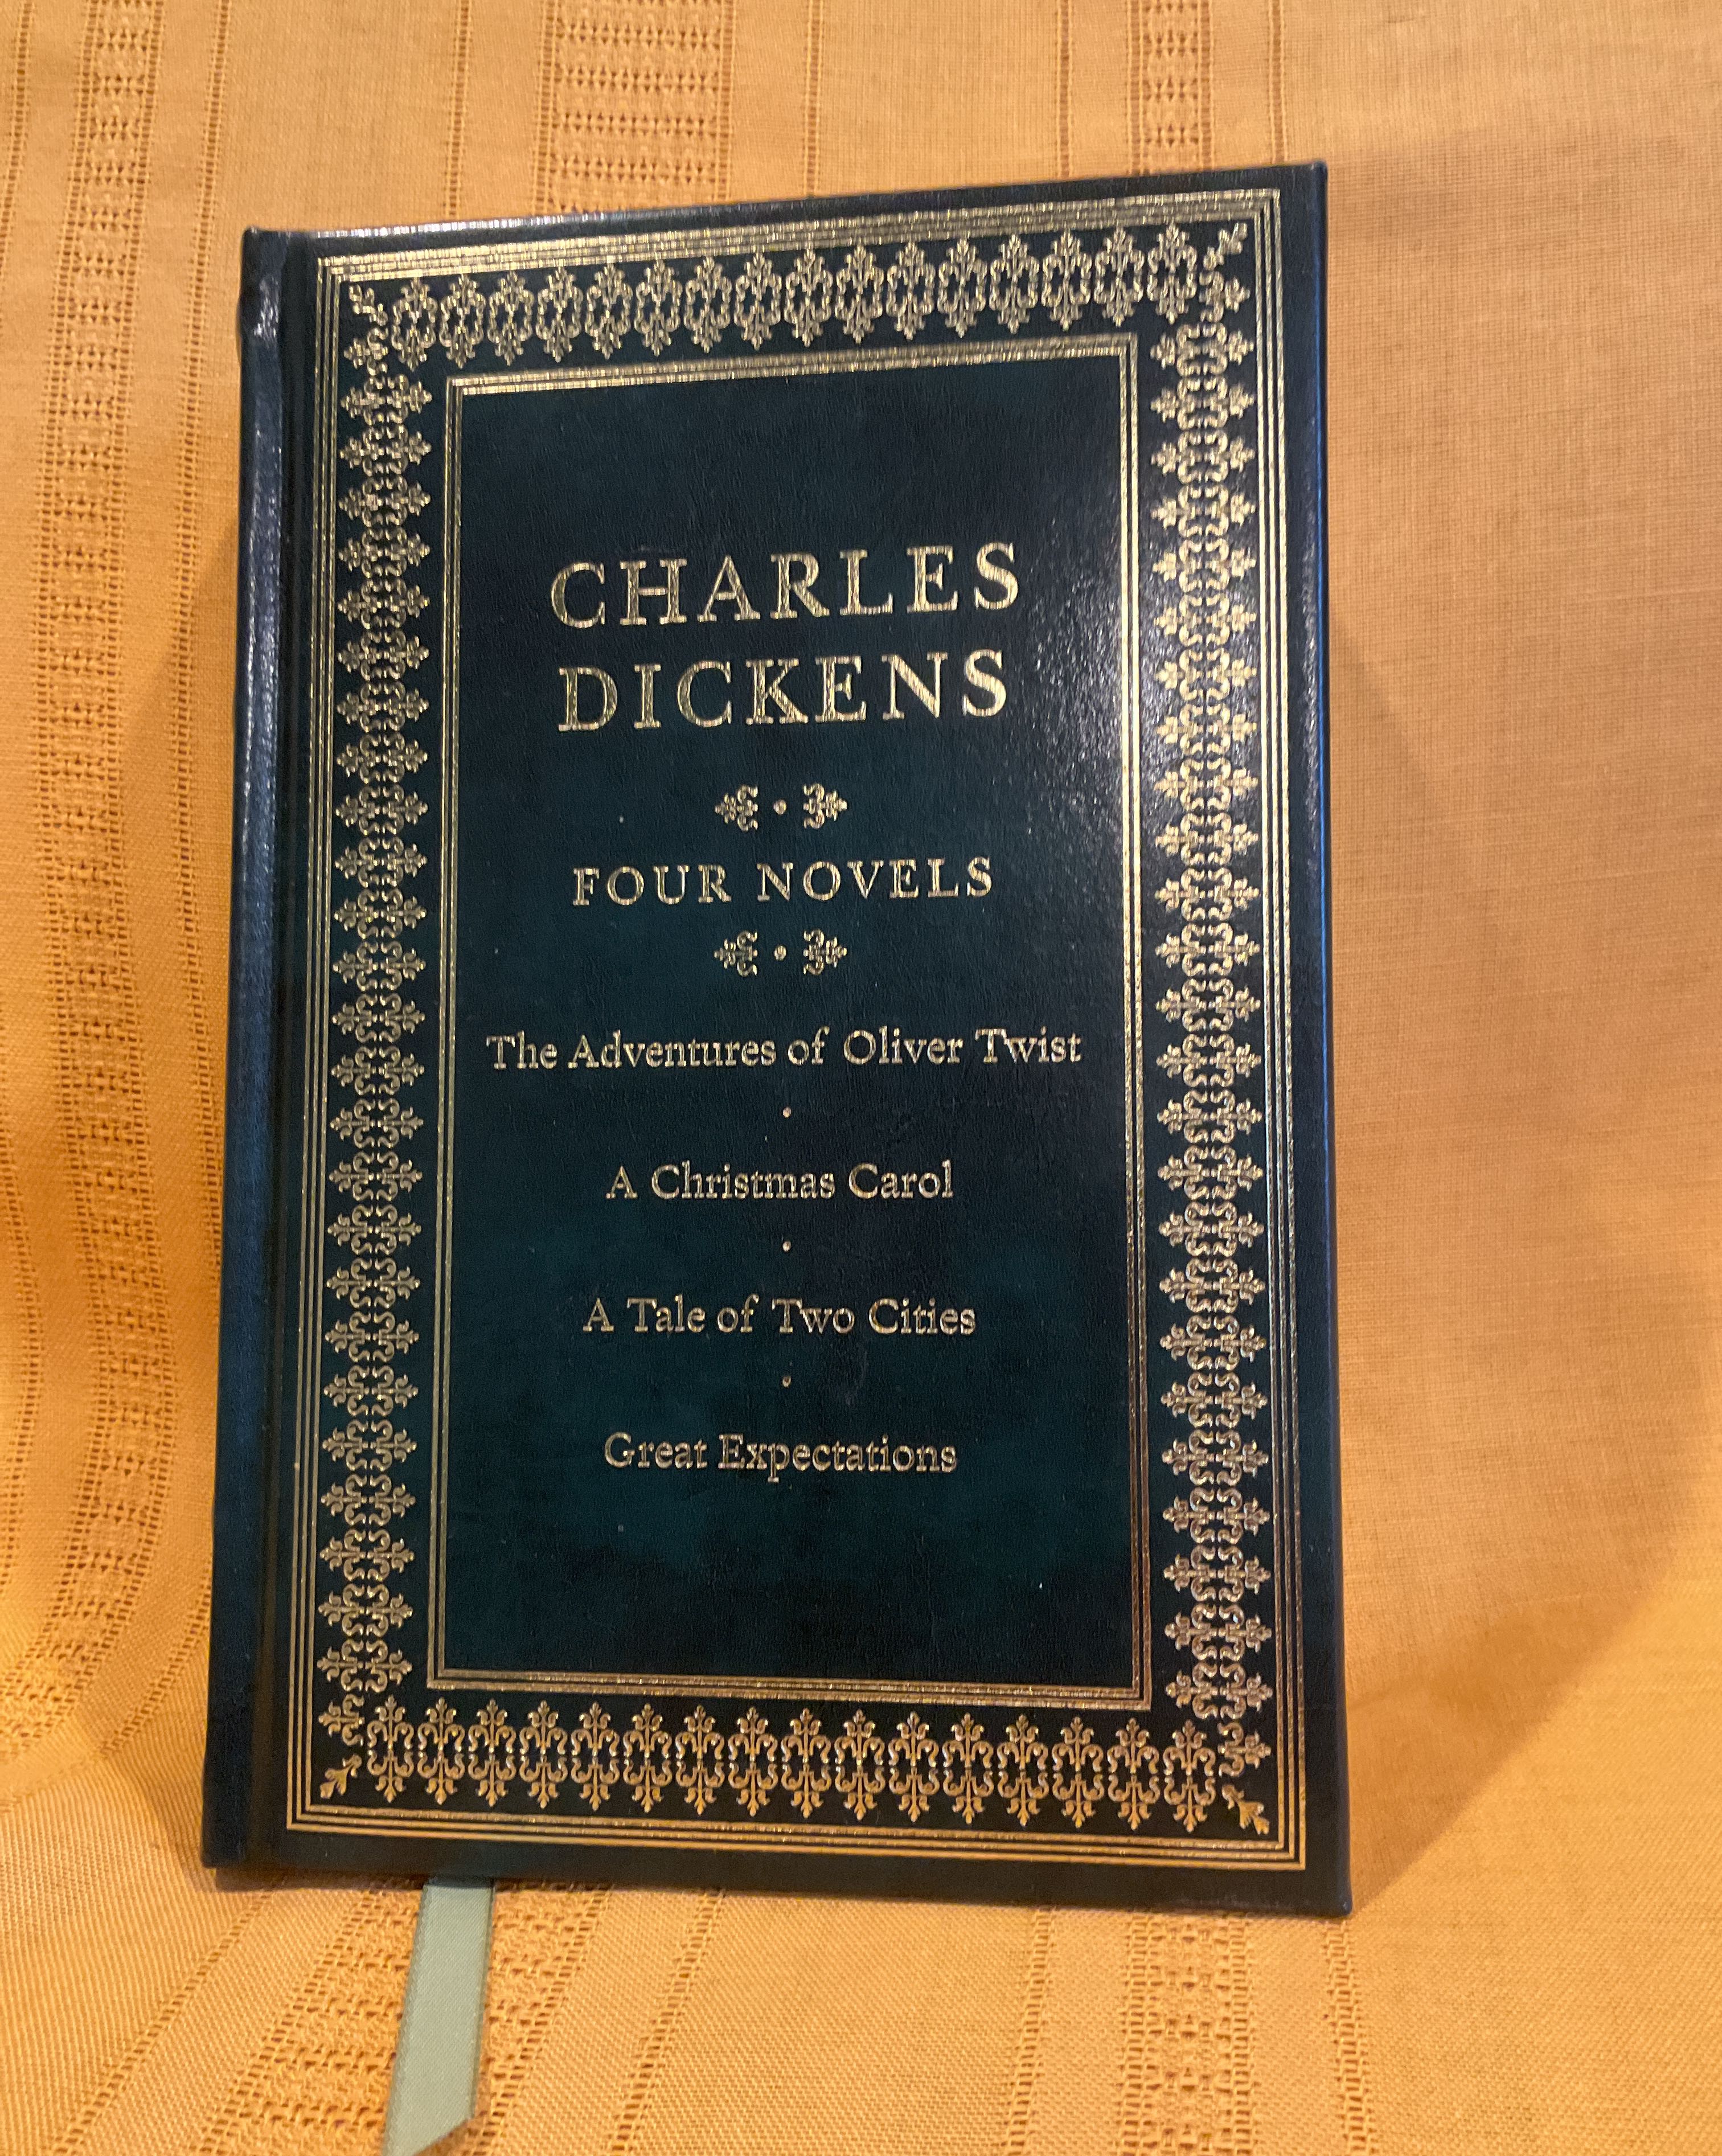 CHARLES
DICKENS
FOUR NOVELS
The Adventures of Oliver Twist
A Christmas Carol
A Tale of Two Cities
Great Expectations